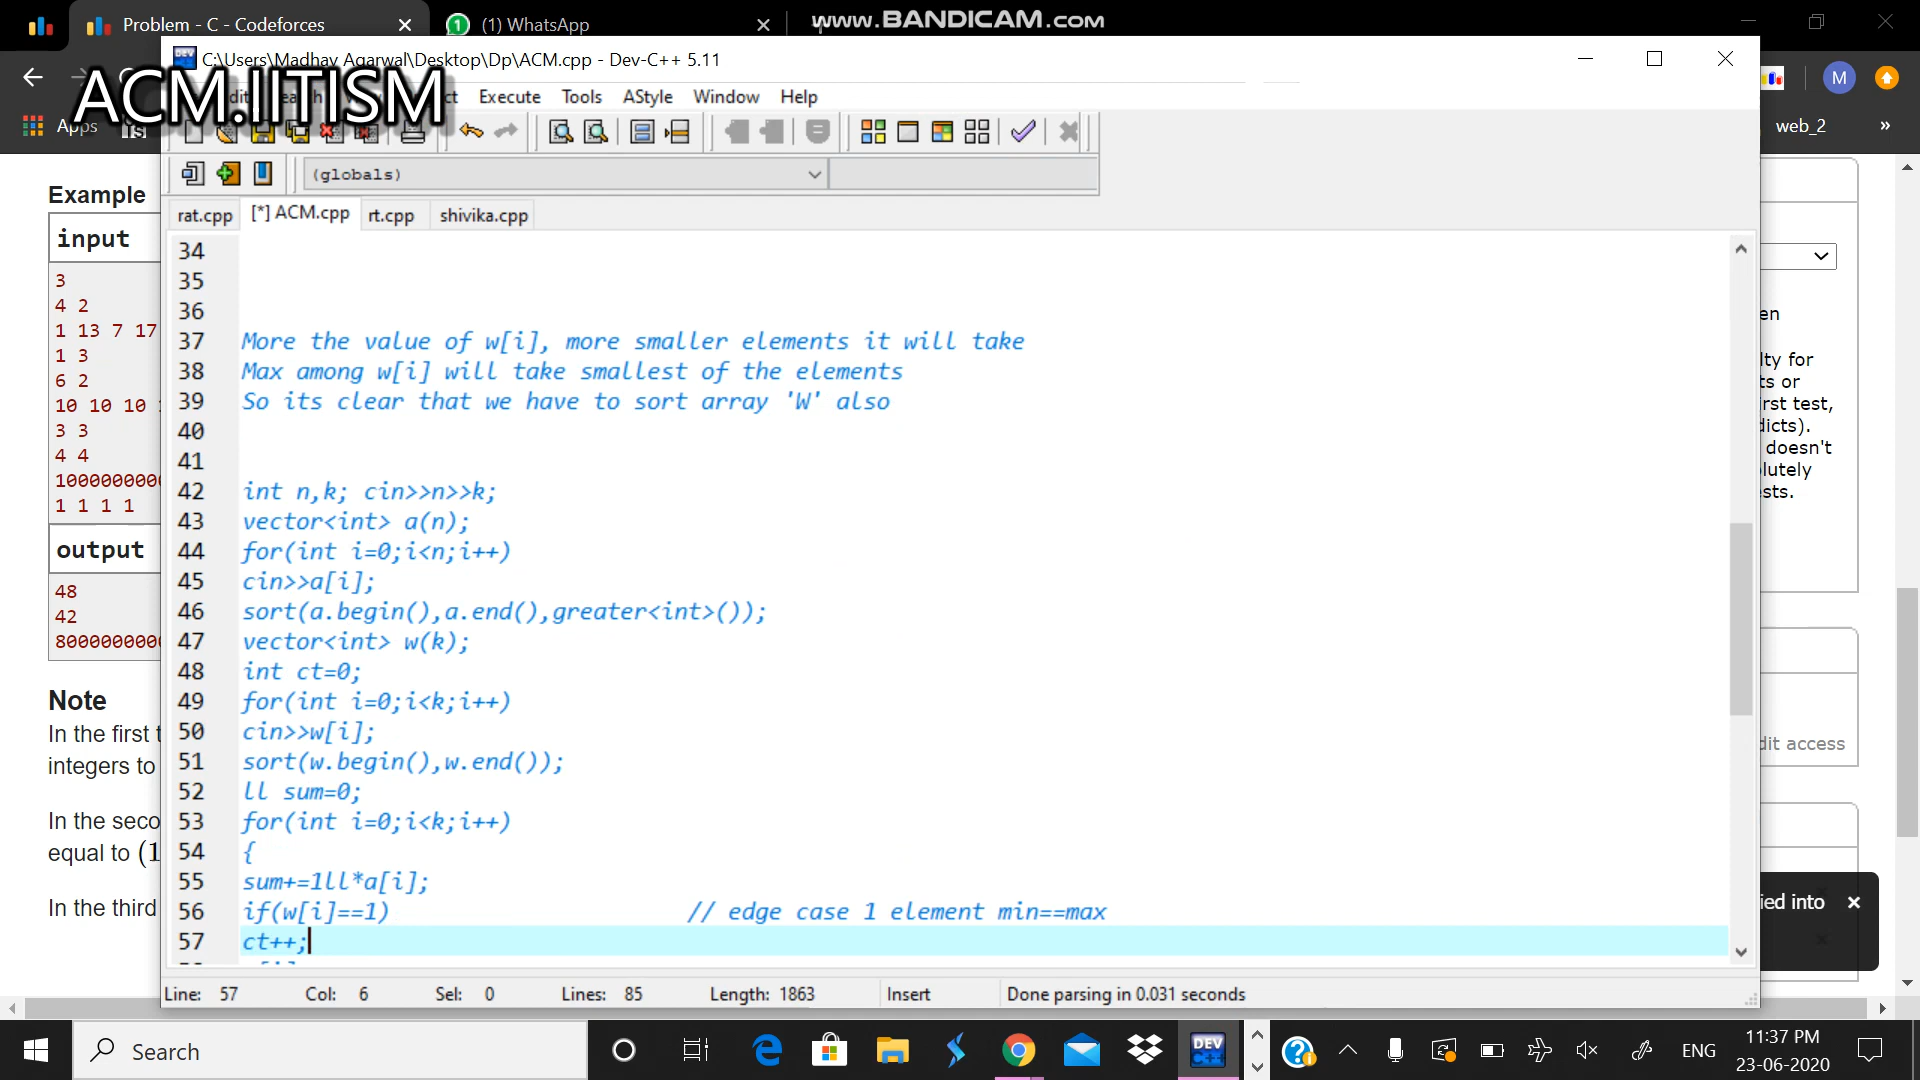 Problem - C - Codeforces
(1) WhatsApp
www.BANDICAM.com
C:\Users\Madhav Agarwal\Desktop\Dp\ACM.cpp - Dev-C++ 5.11
ACM.IITISM
Execute Tools AStyle Window Help
M
Apps
web_2
»
(globals)
rat.cpp [*] ACM.cpp rt.cpp shivika.cpp
Example
input
3
4 2
1 13 7 17
1 3
6 2
10 10 10
3 3
4 4
1000000000
1 1 1 1
output
48
42
8000000000
Note
In the first
integers to
In the seco
equal to (1
In the third
34
35
36
37 More the value of w[i], more smaller elements it will take
38 Max among w[i] will take smallest of the elements
39 So its clear that we have to sort array 'W' also
40
41
42 int n,k; cin>>n>>k;
43 vector<int> a(n);
44 for(int i=0;i<n;i++)
45 cin>>a[i];
46 sort(a.begin(),a.end(),greater<int>());
47 vector<int> w(k);
48 int ct=0;
49 for(int i=0;i<k;i++)
50 cin>>w[i];
51 sort(w.begin(),w.end());
52 ll sum=0;
53 for(int i=0;i<k;i++)
54 {
55 sum+=1ll*a[i];
56 if(w[i]==1) // edge case 1 element min==max
57 ct++;
en
lty for
ts or
irst test,
dicts).
doesn't
lutely
sts.
dit access
ied into
Line: 57 Col: 6 Sel: 0 Lines: 85 Length: 1863 Insert Done parsing in 0.031 seconds
Search
DEV C++
ENG
11:37 PM
23-06-2020